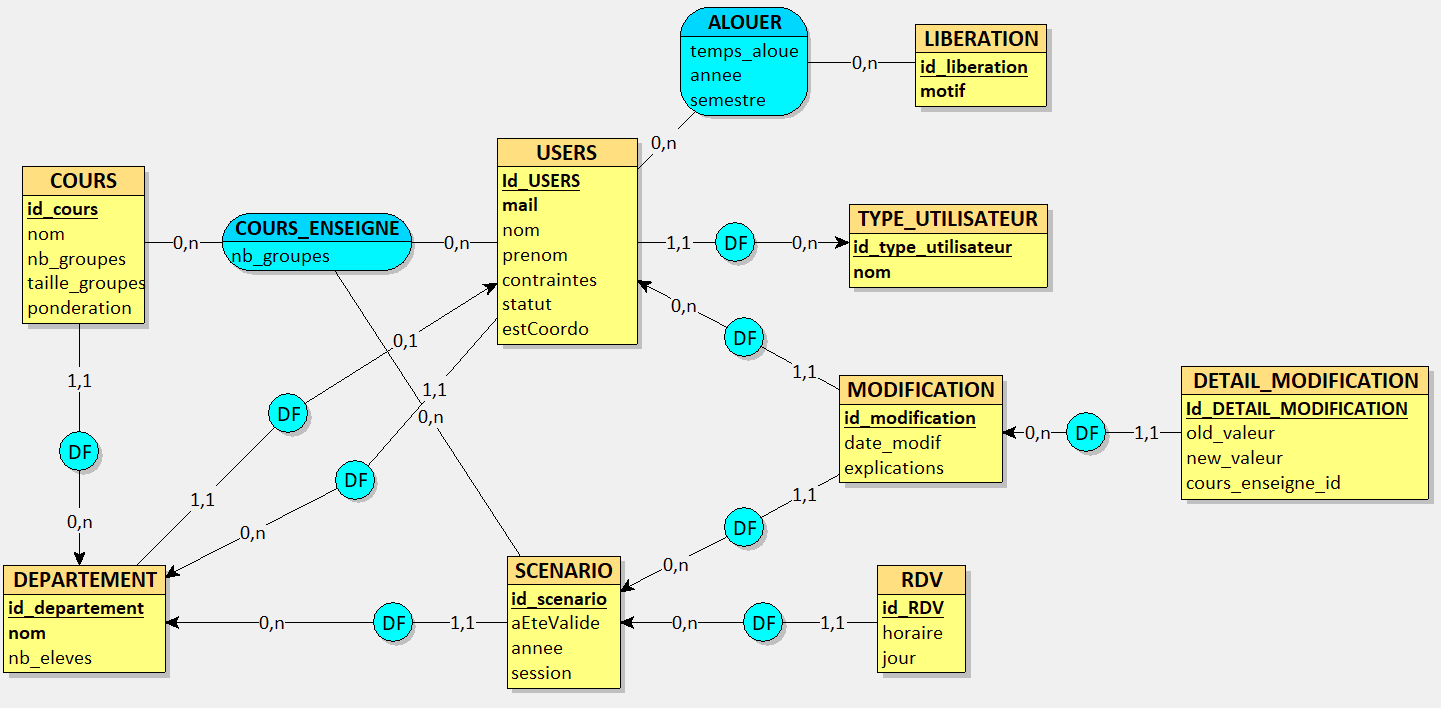 ALOUER
temps_aloue
annee
semestre
0,n
LIBERATION
id_liberation
motif
0,n
USERS
Id_USERS
mail
nom
prenom
contraintes
statut
estCoordo
COURS
id_cours
nom
nb_groupes
taille_groupes
ponderation
0,n
COURS_ENSEIGNE
nb_groupes
0,n
1,1
DF
0,n
TYPE_UTILISATEUR
id_type_utilisateur
nom
0,n
DF
1,1
0,1
DF
1,1
1,1
DF
0,n
0,n
1,1
DF
0,n
MODIFICATION
id_modification
date_modif
explications
0,n
DF
1,1
DETAIL_MODIFICATION
Id_DETAIL_MODIFICATION
old_valeur
new_valeur
cours_enseigne_id
1,1
DF
0,n
DEPARTEMENT
id_departement
nom
nb_eleves
0,n
DF
1,1
SCENARIO
id_scenario
aEteValide
annee
session
0,n
DF
1,1
RDV
id_RDV
horaire
jour